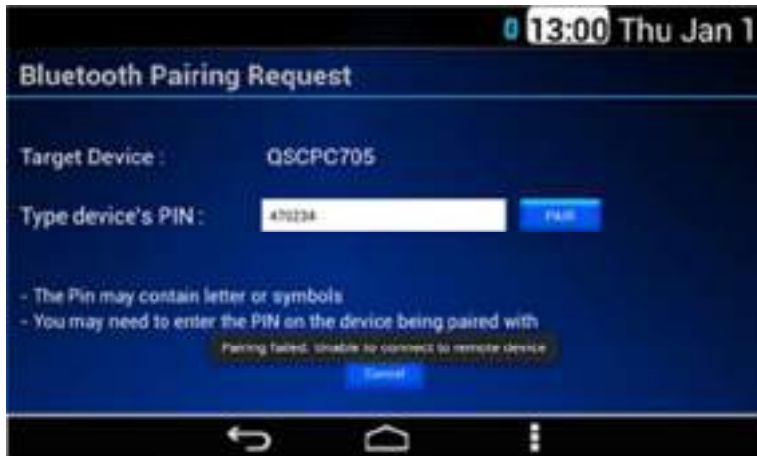 0 13:00 Thu Jan 1
Bluetooth Pairing Request
Target Device : QSCPC705
Type device's PIN : 470234 PAIR
- The Pin may contain letter or symbols
- You may need to enter the PIN on the device being paired with
Pairing failed. Unable to connect to remote device
Cancel